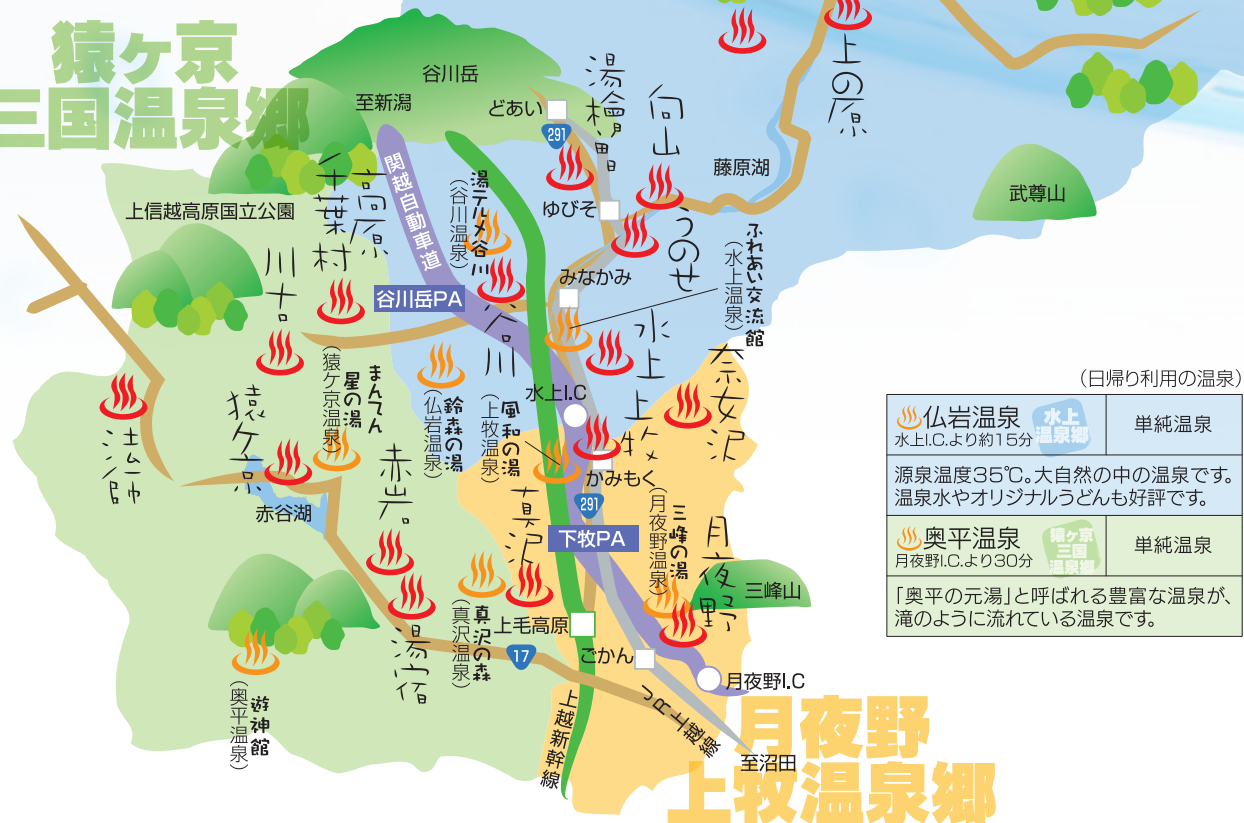 猿ヶ京
三国温泉郷
谷川岳
至新潟
どあい
291
湯檜曽
向山
上の原
藤原湖
武尊山
上信越高原国立公園
高原
千葉村
関越自動車道
湯テルメ谷川
(谷川温泉)
ゆびそ
うのせ
ふれあい交流館
(水上温泉)
みなかみ
谷川岳PA
川古
谷川
水上
奈女沢
まんてん
星の湯
(猿ケ京温泉)
鈴森の湯
(仏岩温泉)
風和の湯
(上牧温泉)
水上I.C
上牧
かみもく
法師
猿ケ京
赤谷湖
赤岩
真沢
291
下牧PA
三峰の湯
(月夜野温泉)
月夜野
三峰山
湯宿
真沢の森
(真沢温泉)
上毛高原
17
ごかん
月夜野I.C
遊神館
(奥平温泉)
上越新幹線
JR上越線
至沼田
月夜野
上牧温泉郷
(日帰り利用の温泉)
仏岩温泉
水上I.C.より約15分
水上
温泉郷
単純温泉
源泉温度35℃。大自然の中の温泉です。
温泉水やオリジナルうどんも好評です。
奥平温泉
月夜野I.C.より30分
猿ケ京
三国
温泉郷
単純温泉
「奥平の元湯」と呼ばれる豊富な温泉が、
滝のように流れている温泉です。